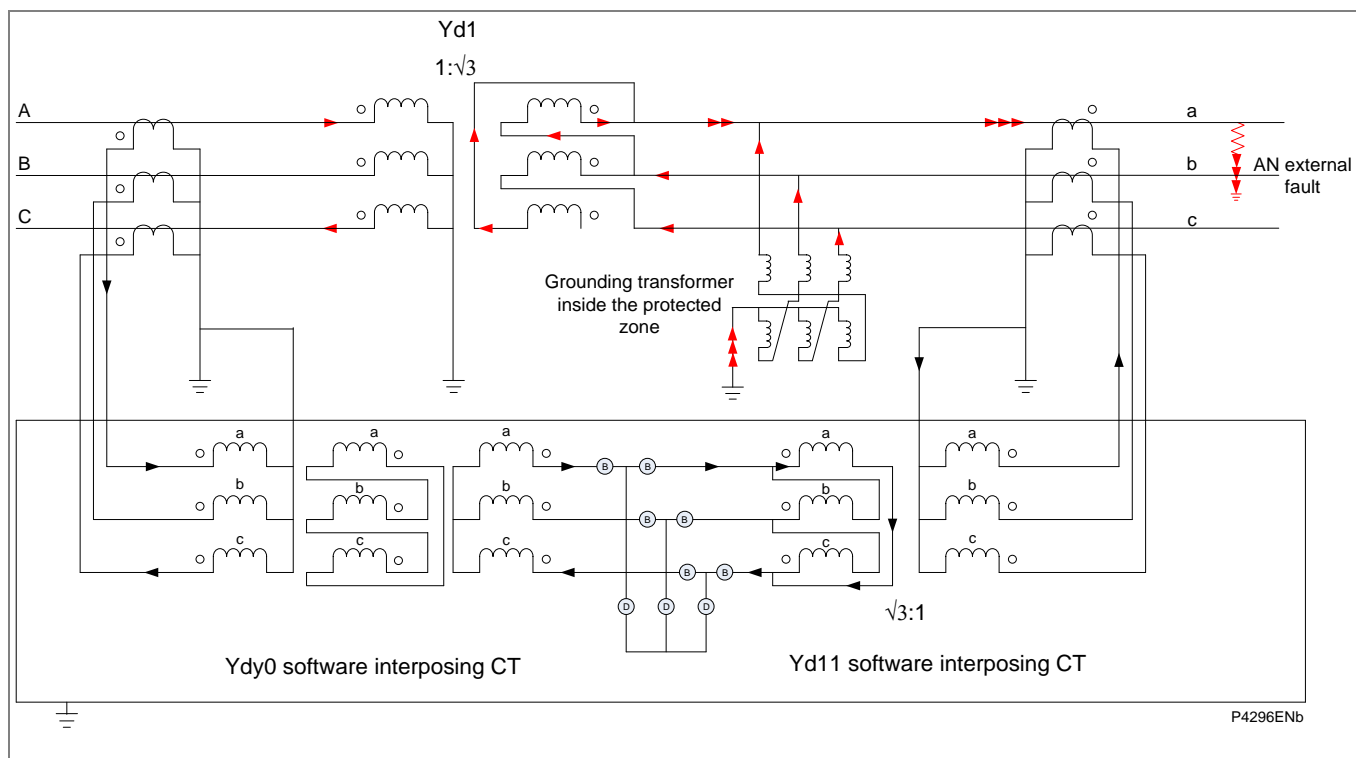 Yd1
1:√3
A
B
C
a
b
c
AN external
fault
Grounding transformer
inside the protected
zone
a
a
a
a
a
b
b
b
b
b
c
c
c
c
c
B
B
B
B
B
B
D
D
D
√3:1
Ydy0 software interposing CT
Yd11 software interposing CT
P4296ENb